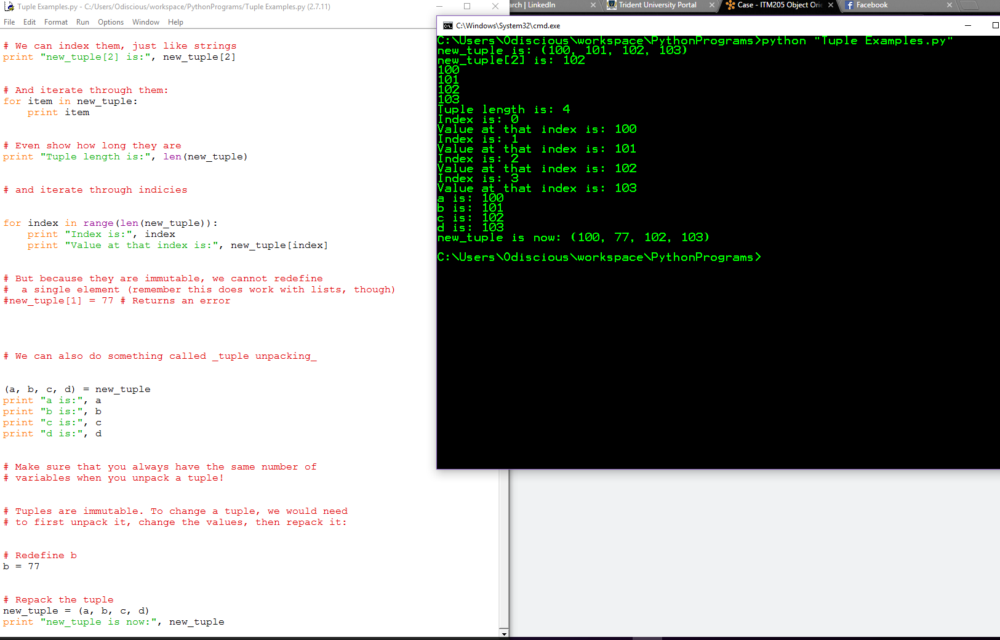 Tuple Examples.py - C:/Users/Odiscious/workspace/PythonPrograms/Tuple Examples.py (2.7.11)
File Edit Format Run Options Window Help
# We can index them, just like strings
print "new_tuple[2] is:", new_tuple[2]
# And iterate through them:
for item in new_tuple:
    print item
# Even show how long they are
print "Tuple length is:", len(new_tuple)
# and iterate through indicies
for index in range(len(new_tuple)):
    print "Index is:", index
    print "Value at that index is:", new_tuple[index]
# But because they are immutable, we cannot redefine
#  a single element (remember this does work with lists, though)
#new_tuple[1] = 77 # Returns an error
# We can also do something called _tuple unpacking_
(a, b, c, d) = new_tuple
print "a is:", a
print "b is:", b
print "c is:", c
print "d is:", d
# Make sure that you always have the same number of
# variables when you unpack a tuple!
# Tuples are immutable. To change a tuple, we would need
# to first unpack it, change the values, then repack it:
# Redefine b
b = 77
# Repack the tuple
new_tuple = (a, b, c, d)
print "new_tuple is now:", new_tuple
arch | LinkedIn
Trident University Portal
Case - ITM205 Object Orie
Facebook
C:\Windows\System32\cmd.exe
C:\Users\Odiscious\workspace\PythonPrograms>python "Tuple Examples.py"
new_tuple is: (100, 101, 102, 103)
new_tuple[2] is: 102
100
101
102
103
Tuple length is: 4
Index is: 0
Value at that index is: 100
Index is: 1
Value at that index is: 101
Index is: 2
Value at that index is: 102
Index is: 3
Value at that index is: 103
a is: 100
b is: 101
c is: 102
d is: 103
new_tuple is now: (100, 77, 102, 103)
C:\Users\Odiscious\workspace\PythonPrograms>